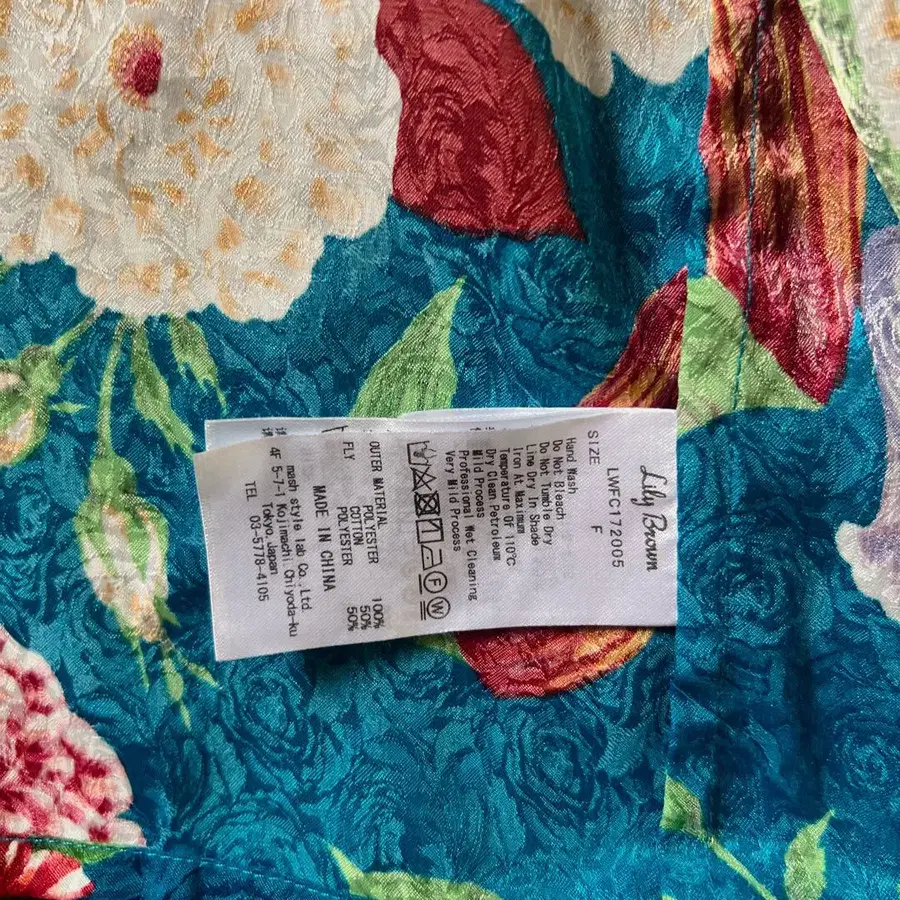 Lily Brown
LWFC172005
SIZE F
Hand Wash
Do Not Bleach
Do Not Tumble Dry
Line Dry In Shade
Iron At Maximum
Temperature Of 110°C
Dry Clean Petroleum
Mild Process
Professional Wet Cleaning
Very Mild Process
F W
OUTER MATERIAL
POLYESTER 100%
FLY COTTON 50%
POLYESTER 50%
MADE IN CHINA
mash style lab Co.,Ltd.
4F 5-7-1 Kojimachi Chiyoda-ku
Tokyo, Japan
TEL 03-5778-4105